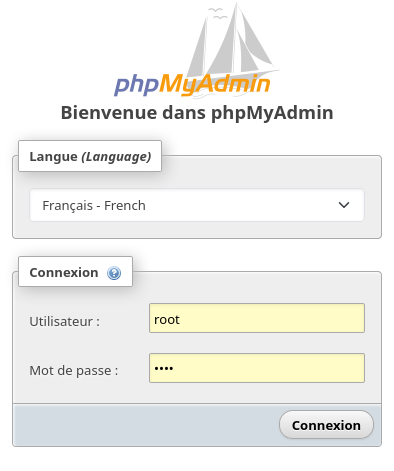 phpMyAdmin
Bienvenue dans phpMyAdmin
Langue (Language)
Français - French
Connexion
Utilisateur :
root
Mot de passe :
••••
Connexion